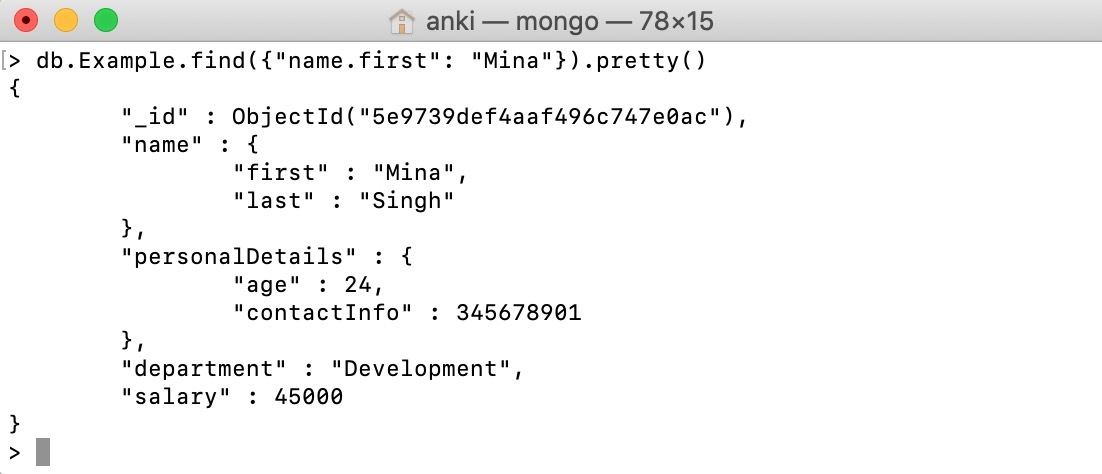 anki — mongo — 78×15
[> db.Example.find({"name.first": "Mina"}).pretty()
{
        "_id" : ObjectId("5e9739def4aaf496c747e0ac"),
        "name" : {
                "first" : "Mina",
                "last" : "Singh"
        },
        "personalDetails" : {
                "age" : 24,
                "contactInfo" : 345678901
        },
        "department" : "Development",
        "salary" : 45000
}
>